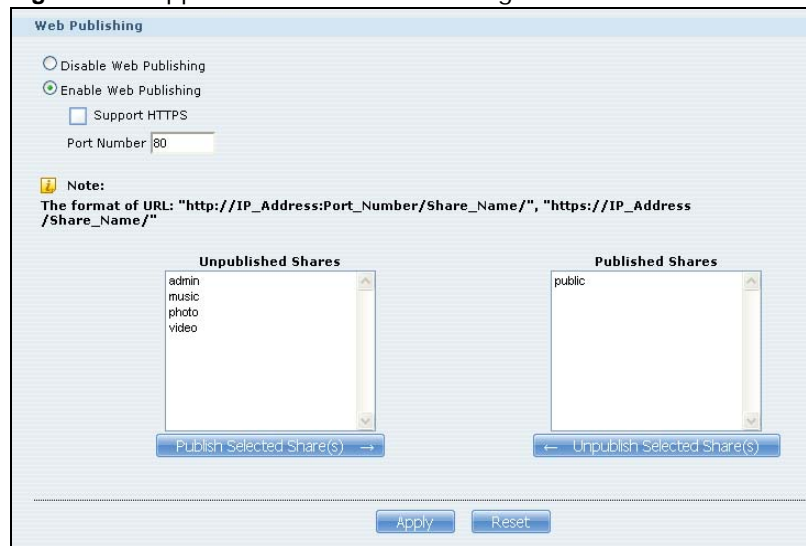 Web Publishing
Disable Web Publishing
Enable Web Publishing
Support HTTPS
Port Number 80
Note:
The format of URL: "http://IP_Address:Port_Number/Share_Name/", "https://IP_Address
/Share_Name/"
Unpublished Shares
admin
music
photo
video
Publish Selected Share(s) →
Published Shares
public
← Unpublish Selected Share(s)
Apply
Reset